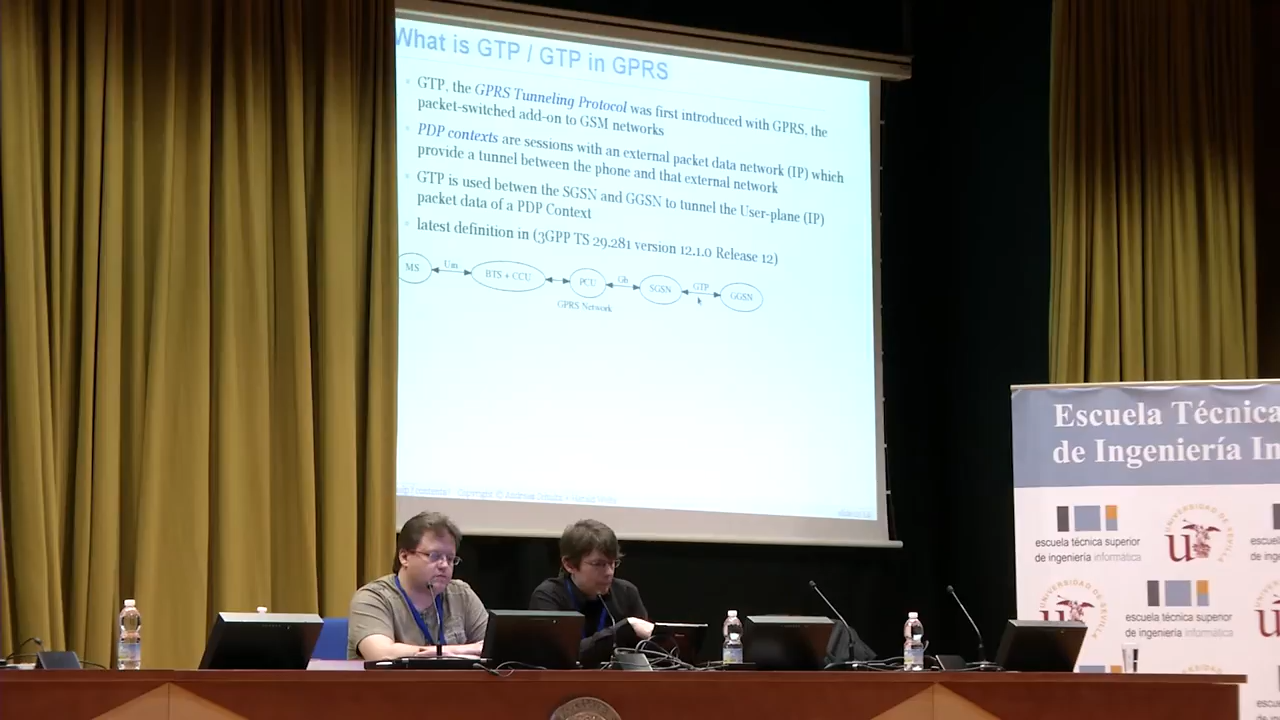 What is GTP / GTP in GPRS
GTP, the GPRS Tunneling Protocol was first introduced with GPRS, the
packet-switched add-on to GSM networks
PDP contexts are sessions with an external packet data network (IP) which
provide a tunnel between the phone and that external network
GTP is used betwen the SGSN and GGSN to tunnel the User-plane (IP)
packet data of a PDP Context
latest definition in (3GPP TS 29.281 version 12.1.0 Release 12)
MS
Um
BTS + CCU
PCU
Gb
SGSN
GTP
GGSN
GPRS Network
Escuela Técnica
de Ingeniería In
escuela técnica superior
de ingeniería informática
UNIVERSIDAD DE SEVILLA
escuela técnica superior
de ingeniería informática